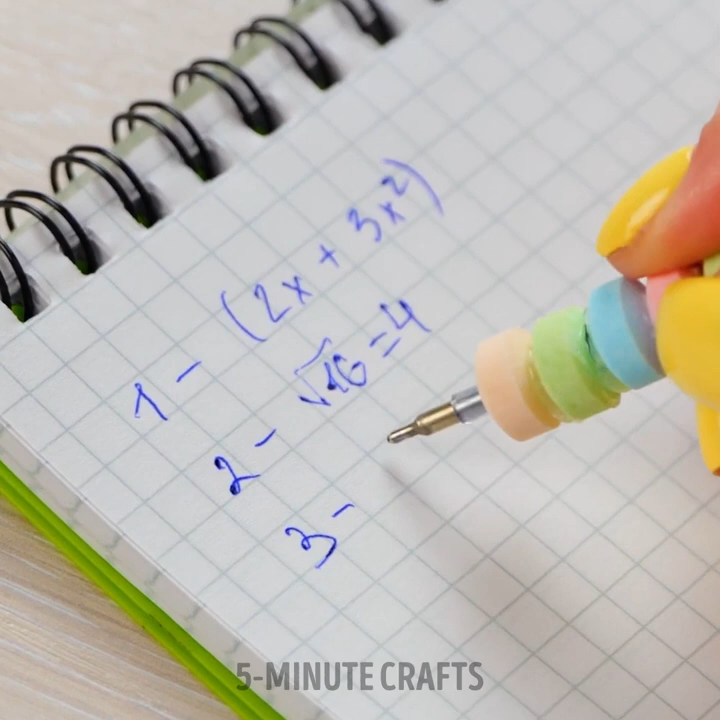 1 - (2x + 3x²)
2 - √16 = 4
3 -
5-MINUTE CRAFTS